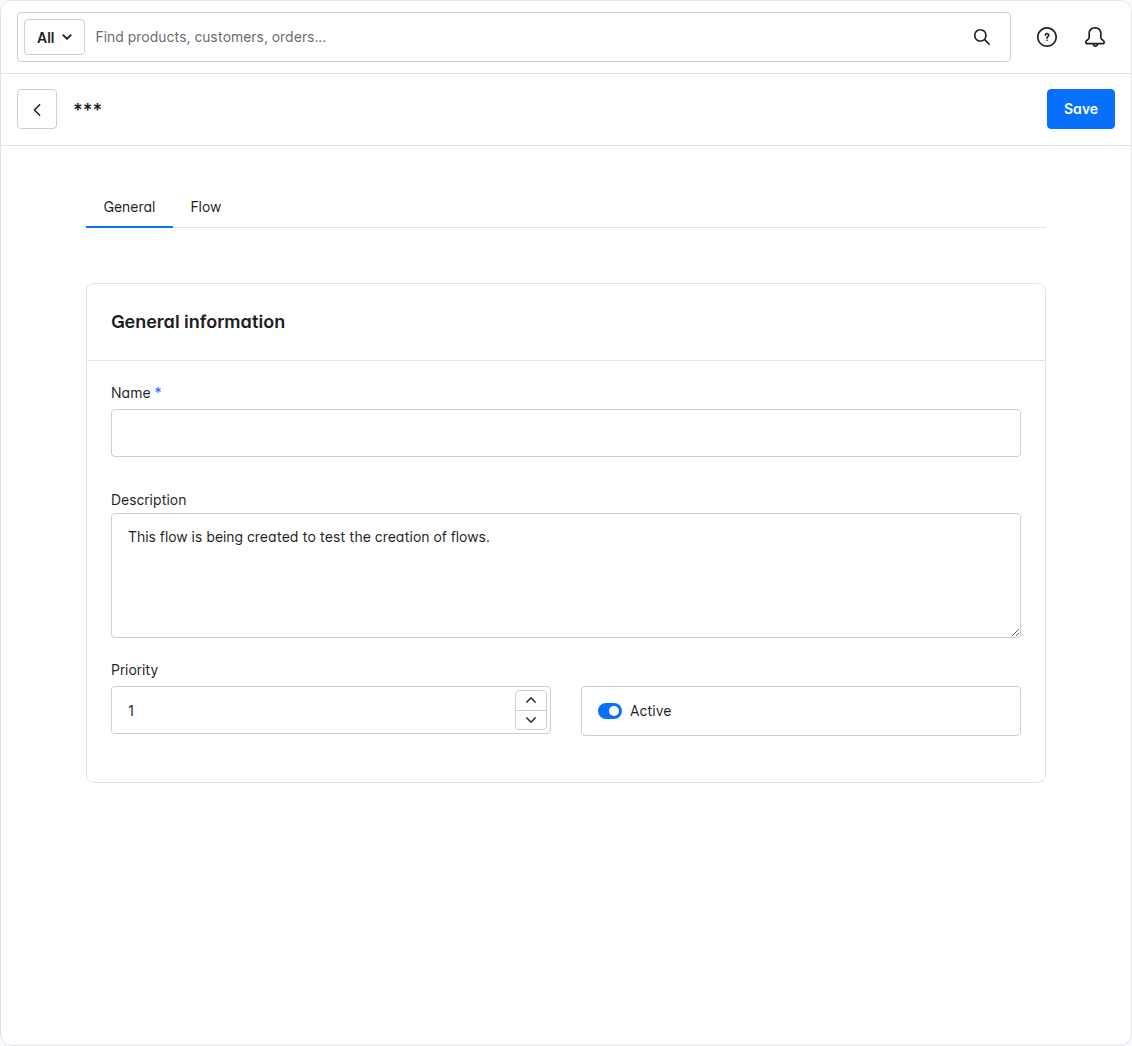 All
Find products, customers, orders...
***
Save
General Flow
General information
Name *
Description
This flow is being created to test the creation of flows.
Priority
1
Active